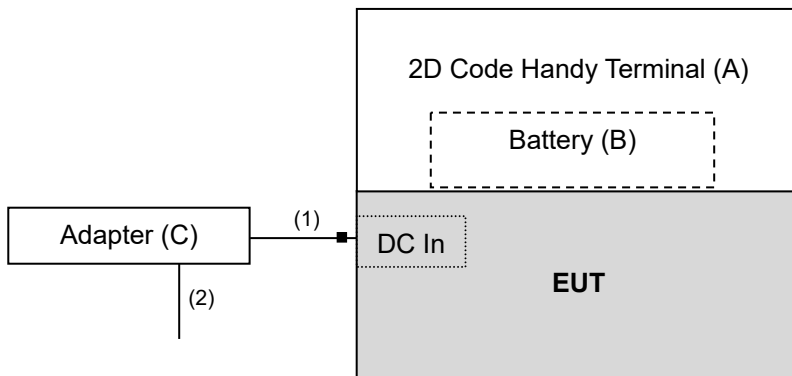 2D Code Handy Terminal (A)
Battery (B)
Adapter (C)
(1)
DC In
(2)
EUT